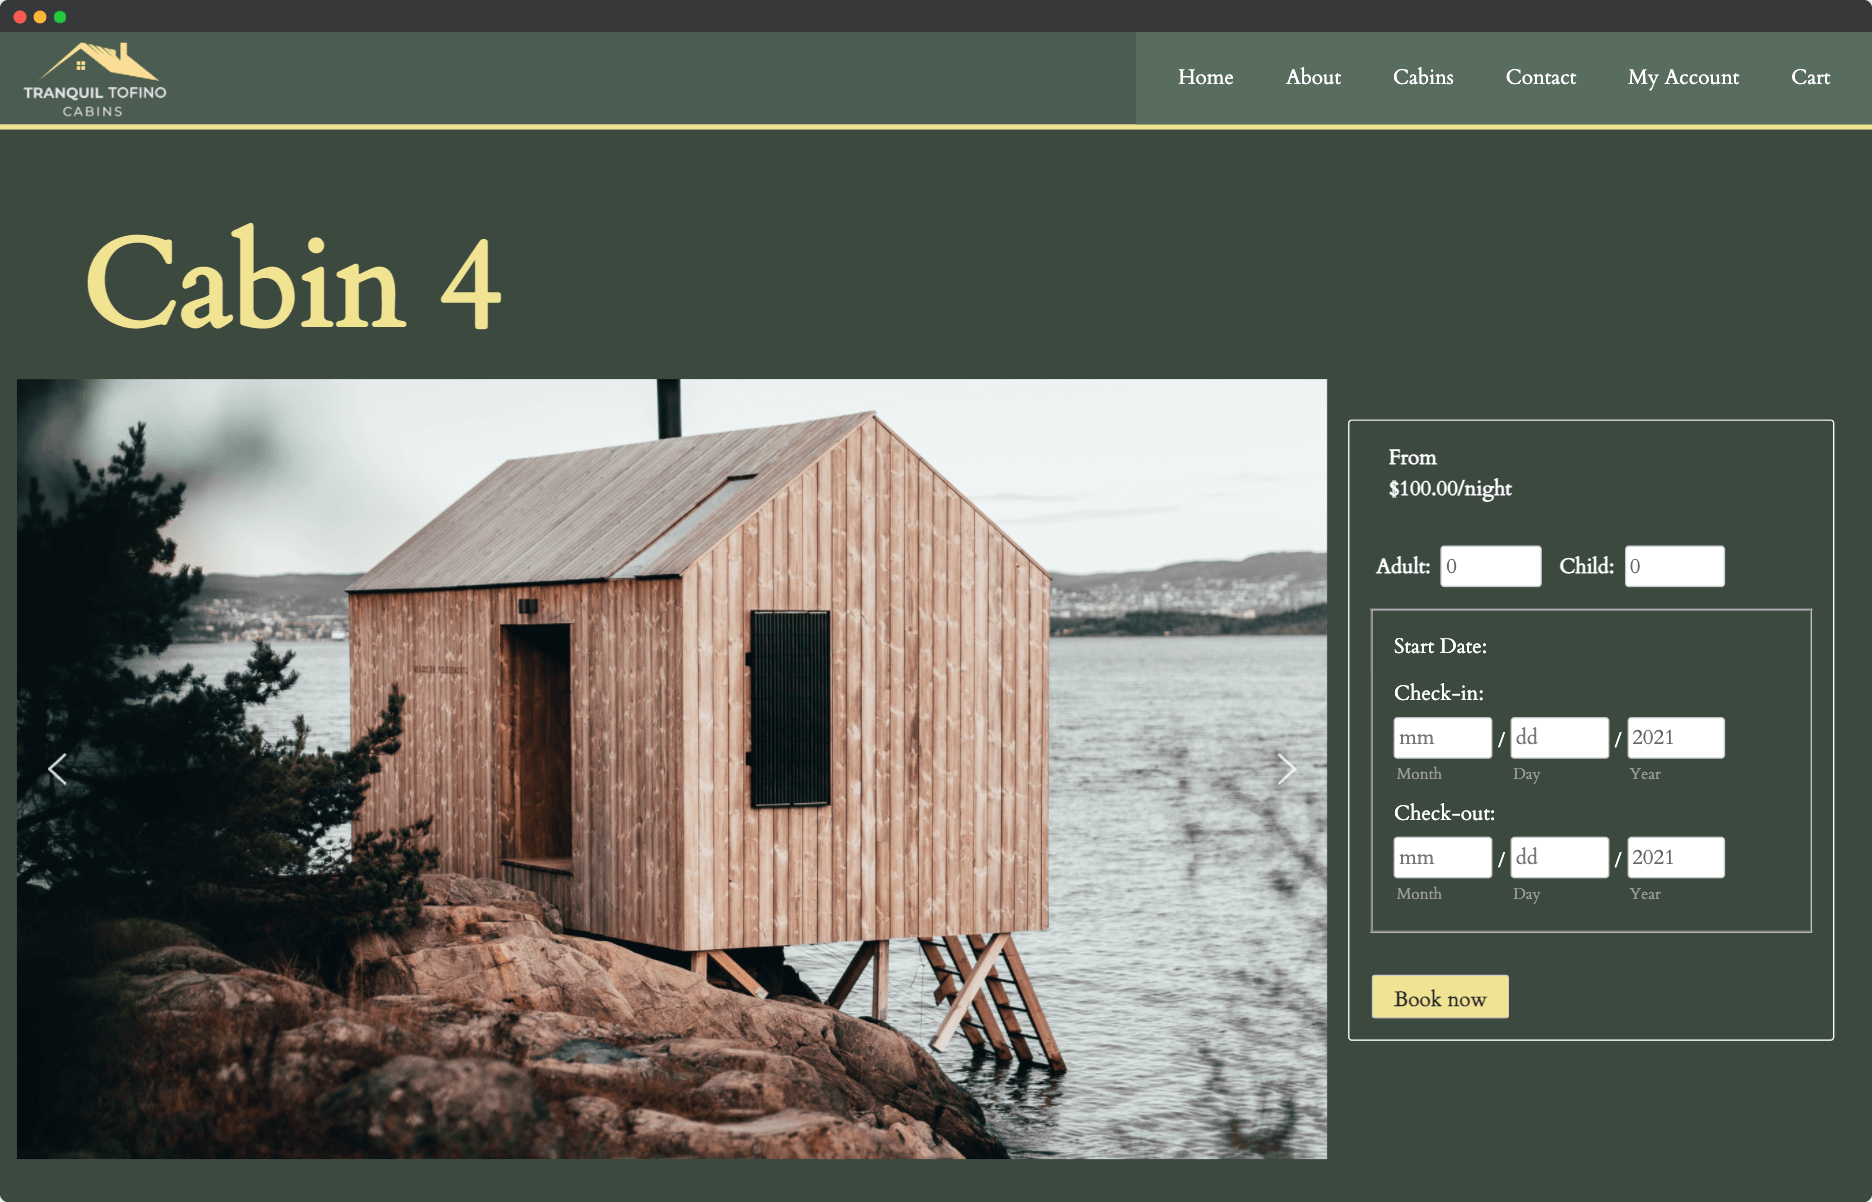 TRANQUIL TOFINO
CABINS
Home About Cabins Contact My Account Cart
Cabin 4
From
$100.00/night
Adult: 0 Child: 0
Start Date:
Check-in:
mm / dd / 2021
Month Day Year
Check-out:
mm / dd / 2021
Month Day Year
Book now